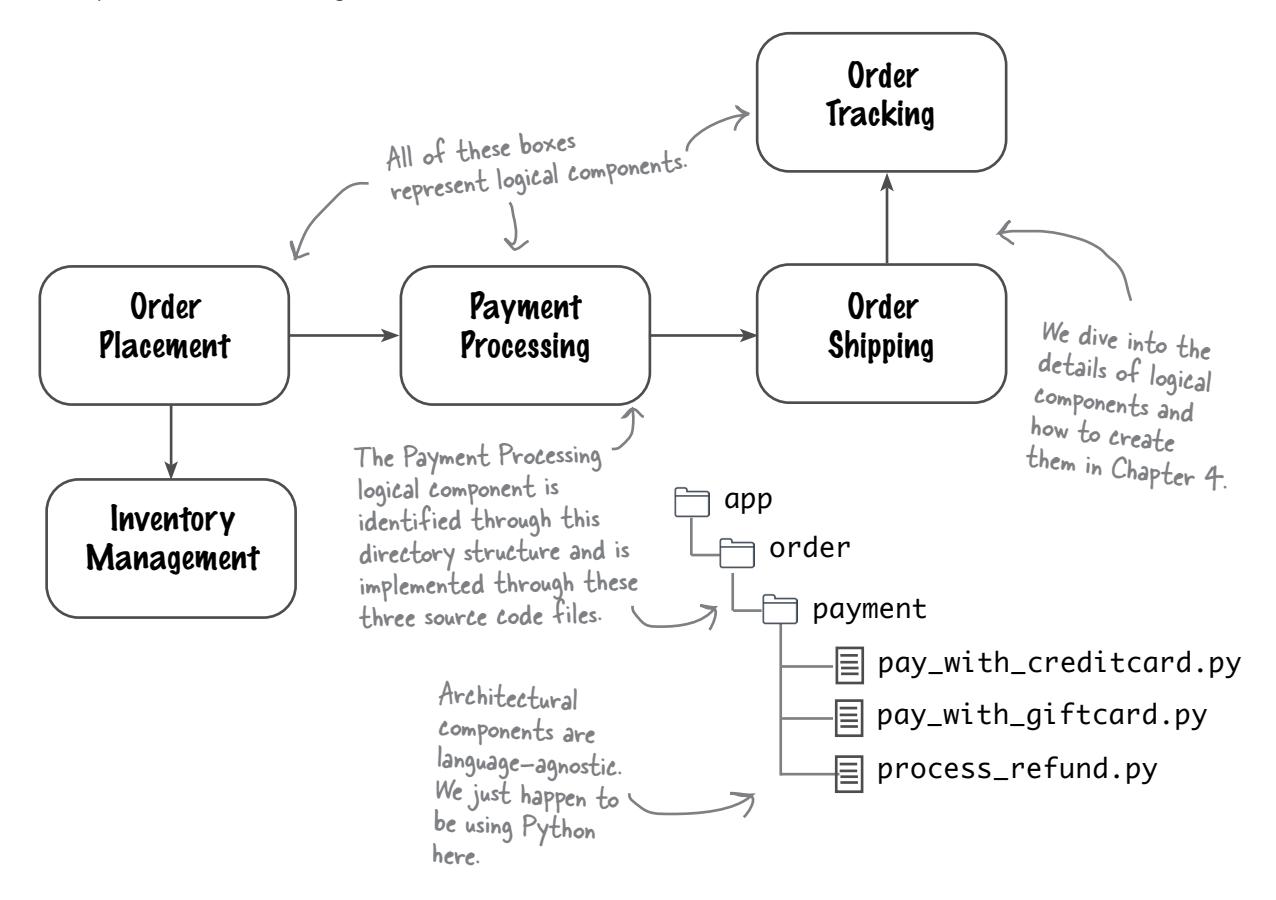 Order
Tracking
All of these boxes
represent logical components.
Order
Placement
Payment
Processing
Order
Shipping
We dive into the
details of logical
components and
how to create
them in Chapter 4.
Inventory
Management
The Payment Processing
logical component is
identified through this
directory structure and is
implemented through these
three source code files.
app
order
payment
pay_with_creditcard.py
pay_with_giftcard.py
process_refund.py
Architectural
components are
language-agnostic.
We just happen to
be using Python
here.